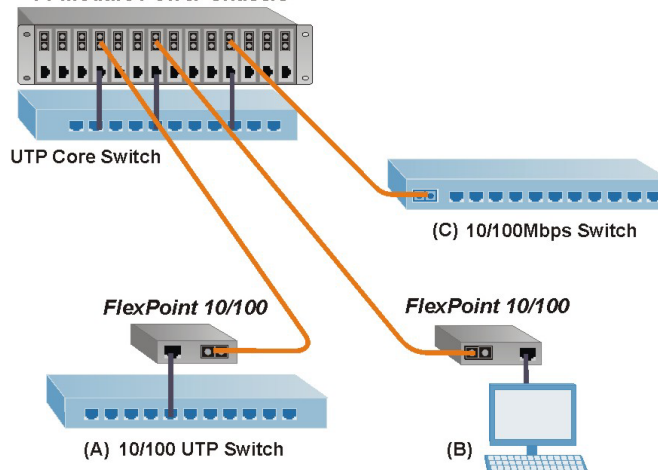 UTP Core Switch
(C) 10/100Mbps Switch
FlexPoint 10/100
FlexPoint 10/100
(A) 10/100 UTP Switch
(B)